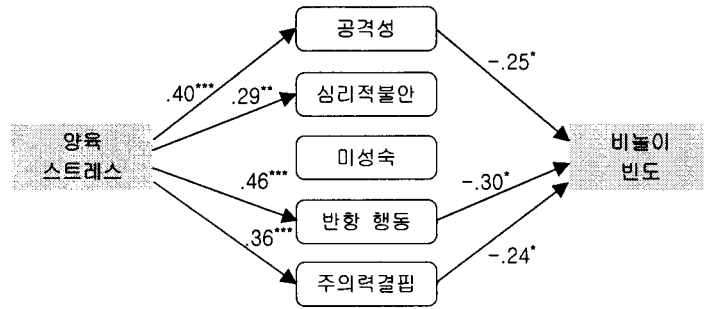 공격성
-.25*
.40***
.29**
심리적불안
양육
스트레스
미성숙
비놀이
빈도
.46***
-.30*
반항 행동
.36***
-.24*
주의력결핍